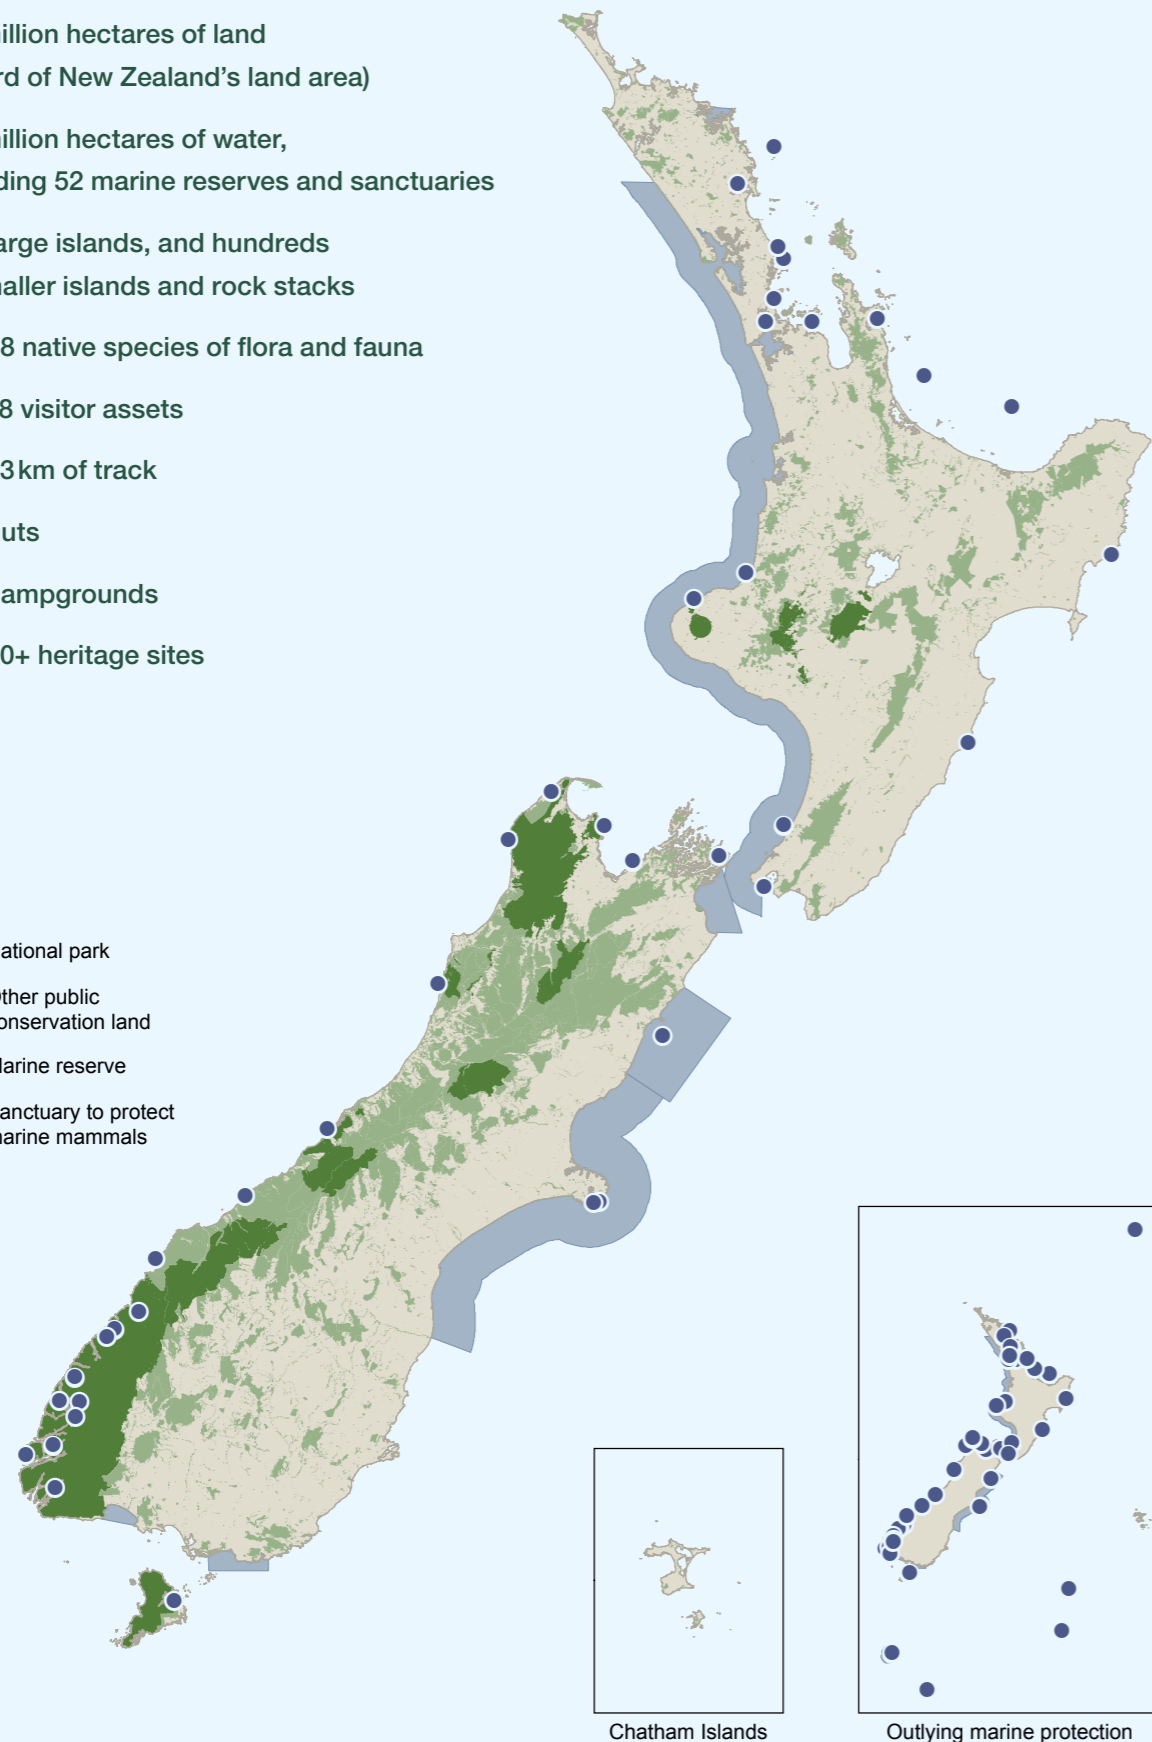 illion hectares of land
rd of New Zealand’s land area)
illion hectares of water,
ding 52 marine reserves and sanctuaries
arge islands, and hundreds
naller islands and rock stacks
8 native species of flora and fauna
8 visitor assets
3 km of track
uts
ampgrounds
0+ heritage sites
ational park
ther public
onservation land
arine reserve
anctuary to protect
arine mammals
Chatham Islands
Outlying marine protection